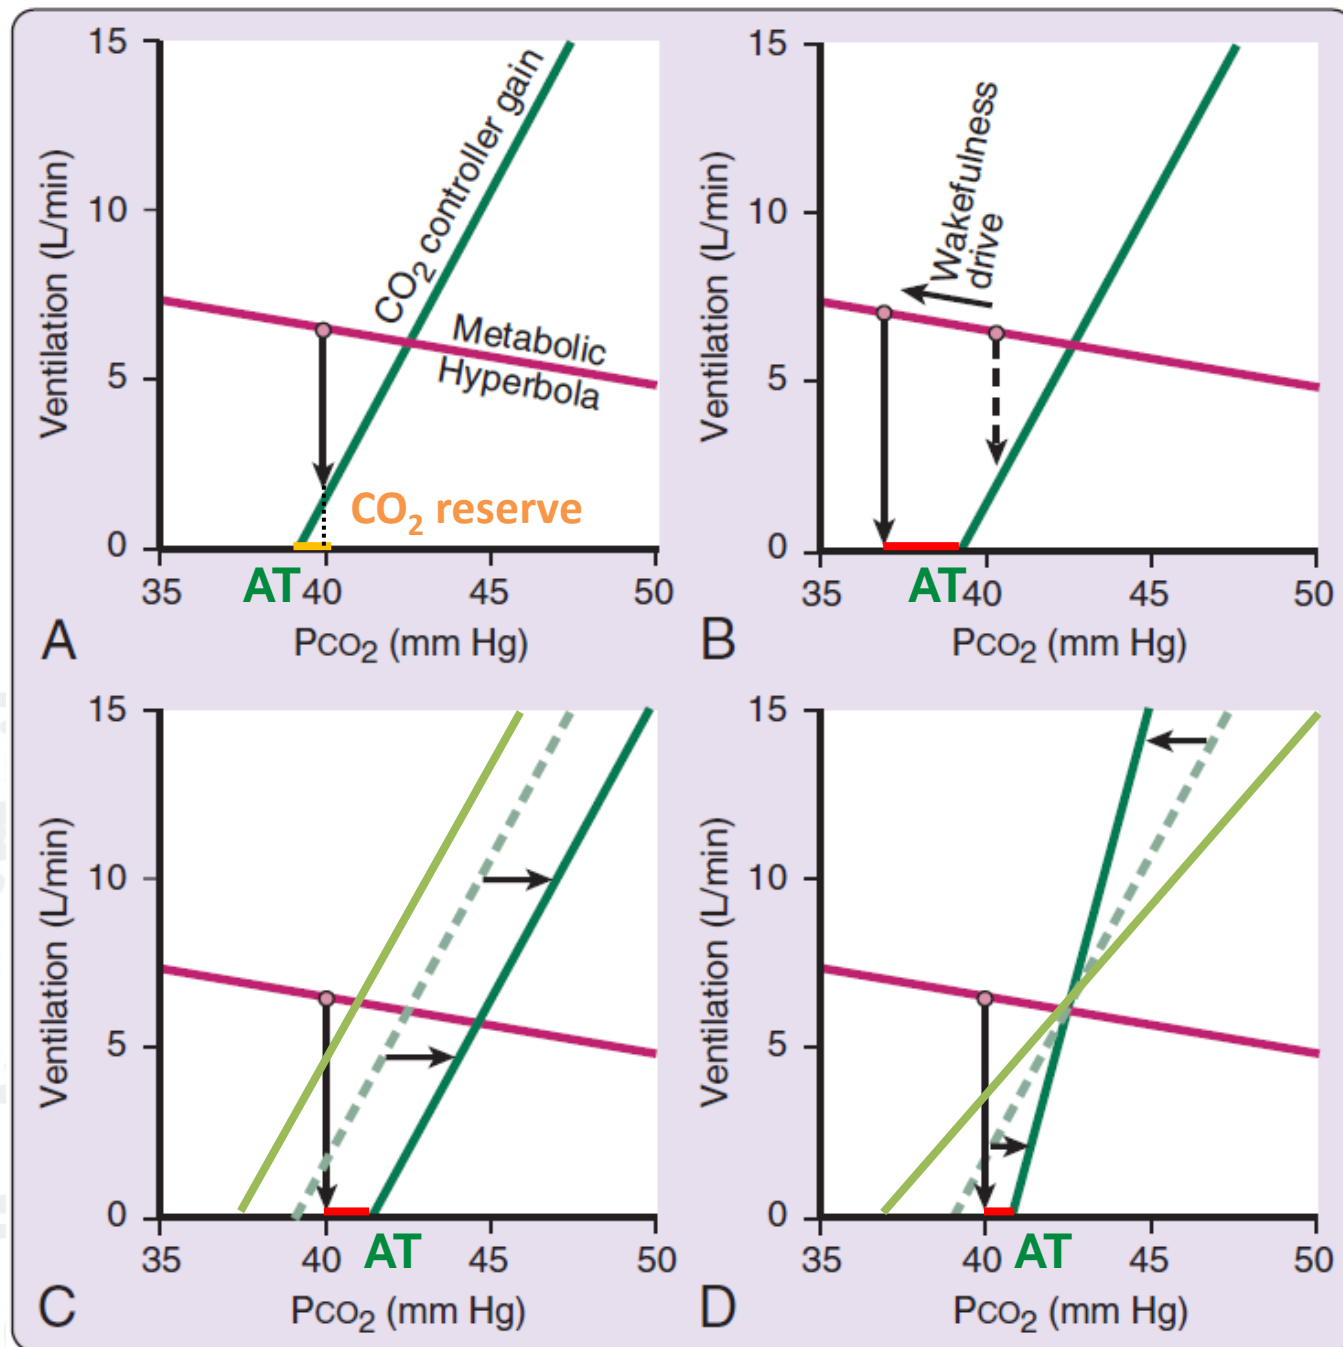 15
10
5
0
Ventilation (L/min)
CO2 controller gain
Metabolic
Hyperbola
CO2 reserve
AT
35 40 45 50
PCO2 (mm Hg)
A
15
10
5
0
Ventilation (L/min)
Wakefulness
drive
AT
35 40 45 50
PCO2 (mm Hg)
B
15
10
5
0
Ventilation (L/min)
AT
35 40 45 50
PCO2 (mm Hg)
C
15
10
5
0
Ventilation (L/min)
AT
35 40 45 50
PCO2 (mm Hg)
D